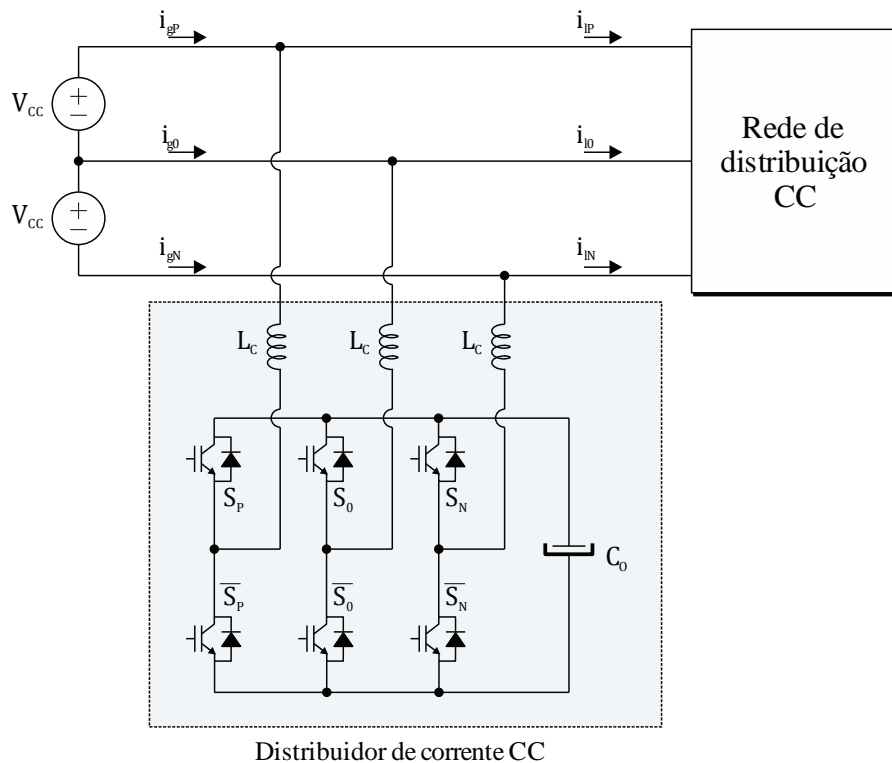 i_gP
i_lP
V_CC
i_g0
i_l0
Rede de
distribuição
CC
V_CC
i_gN
i_lN
L_C
L_C
L_C
S_P
S_0
S_N
C_O
S̅_P
S̅_0
S̅_N
Distribuidor de corrente CC